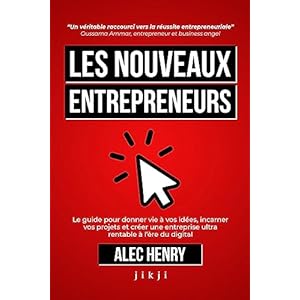 “Un véritable raccourci vers la réussite entrepreneuriale”
Oussama Ammar, entrepreneur et business angel
LES NOUVEAUX
ENTREPRENEURS
Le guide pour donner vie à vos idées, incarner
vos projets et créer une entreprise ultra
rentable à l'ère du digital
ALEC HENRY
jikji